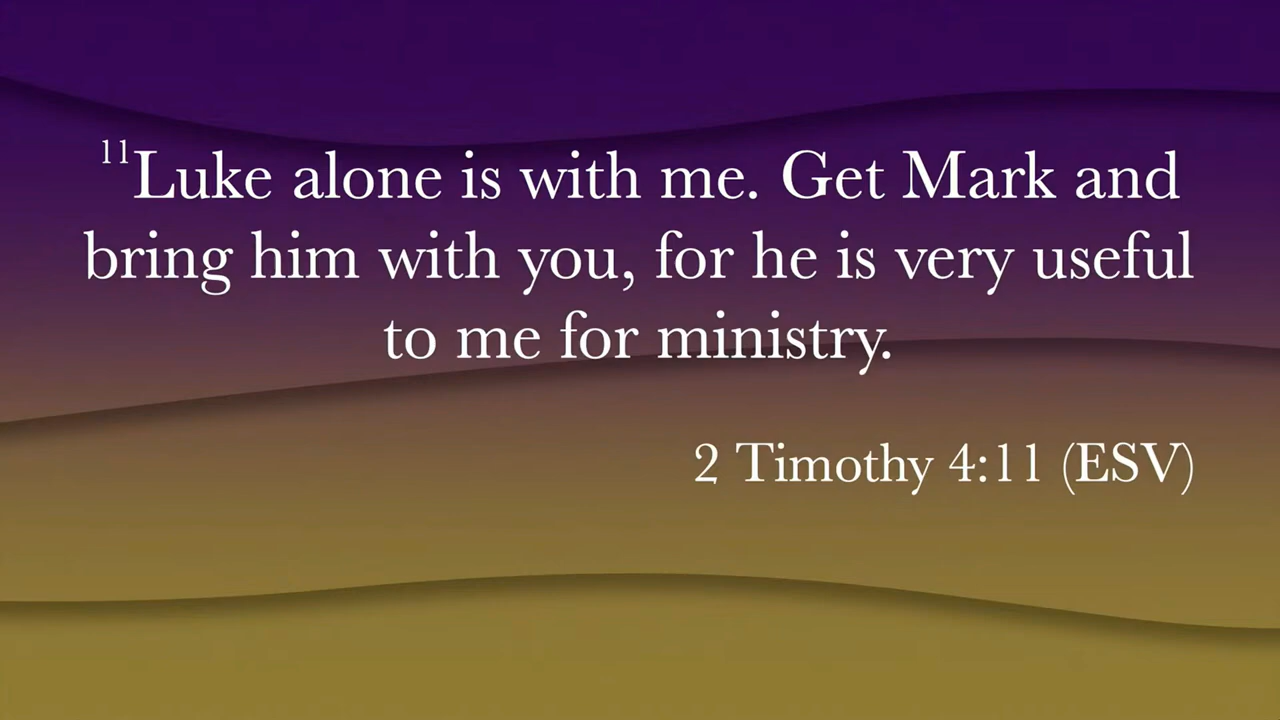 11Luke alone is with me. Get Mark and
bring him with you, for he is very useful
to me for ministry.
2 Timothy 4:11 (ESV)